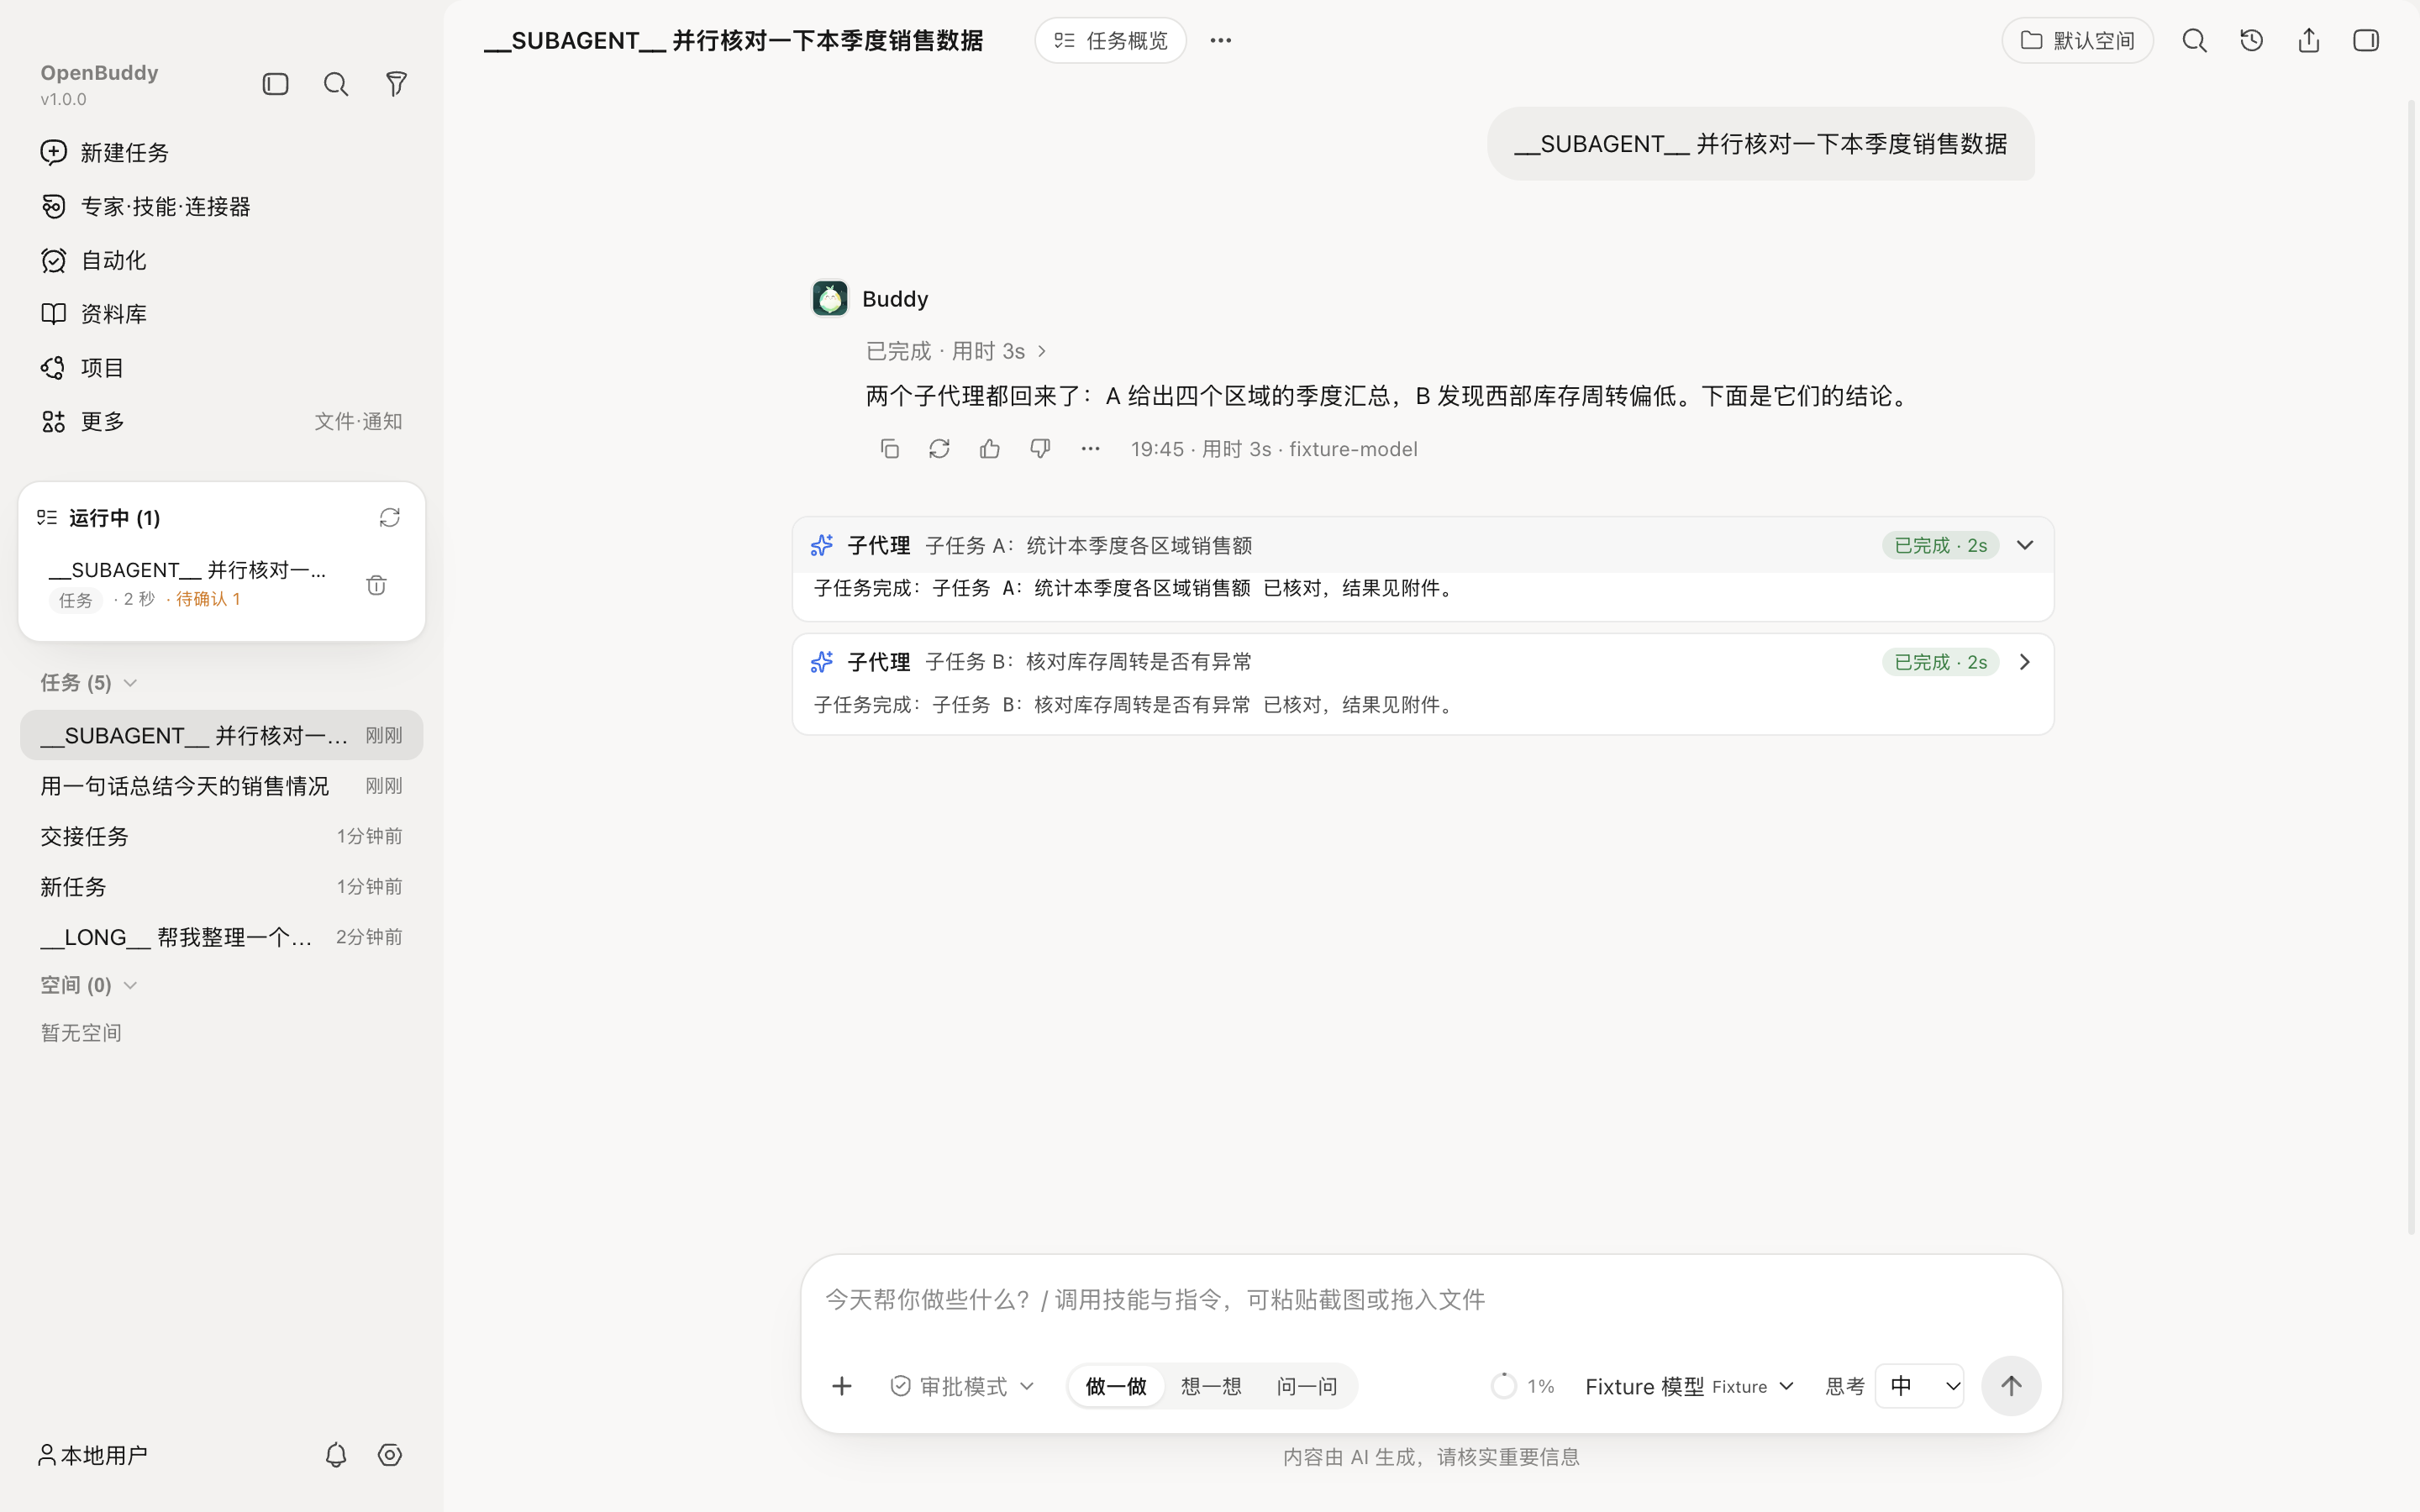 OpenBuddy
v1.0.0
新建任务
专家·技能·连接器
自动化
资料库
项目
更多 文件·通知
运行中 (1)
__SUBAGENT__ 并行核对一...
任务 · 2 秒 · 待确认 1
任务 (5)
__SUBAGENT__ 并行核对一... 刚刚
用一句话总结今天的销售情况 刚刚
交接任务 1分钟前
新任务 1分钟前
__LONG__ 帮我整理一个... 2分钟前
空间 (0)
暂无空间
本地用户
__SUBAGENT__ 并行核对一下本季度销售数据 任务概览 默认空间
__SUBAGENT__ 并行核对一下本季度销售数据
Buddy
已完成 · 用时 3s
两个子代理都回来了：A 给出四个区域的季度汇总，B 发现西部库存周转偏低。下面是它们的结论。
19:45 · 用时 3s · fixture-model
子代理 子任务 A：统计本季度各区域销售额 已完成 · 2s
子任务完成：子任务 A：统计本季度各区域销售额 已核对，结果见附件。
子代理 子任务 B：核对库存周转是否有异常 已完成 · 2s
子任务完成：子任务 B：核对库存周转是否有异常 已核对，结果见附件。
今天帮你做些什么？/ 调用技能与指令，可粘贴截图或拖入文件
审批模式 做一做 想一想 问一问 1% Fixture 模型 Fixture 思考 中
内容由 AI 生成，请核实重要信息